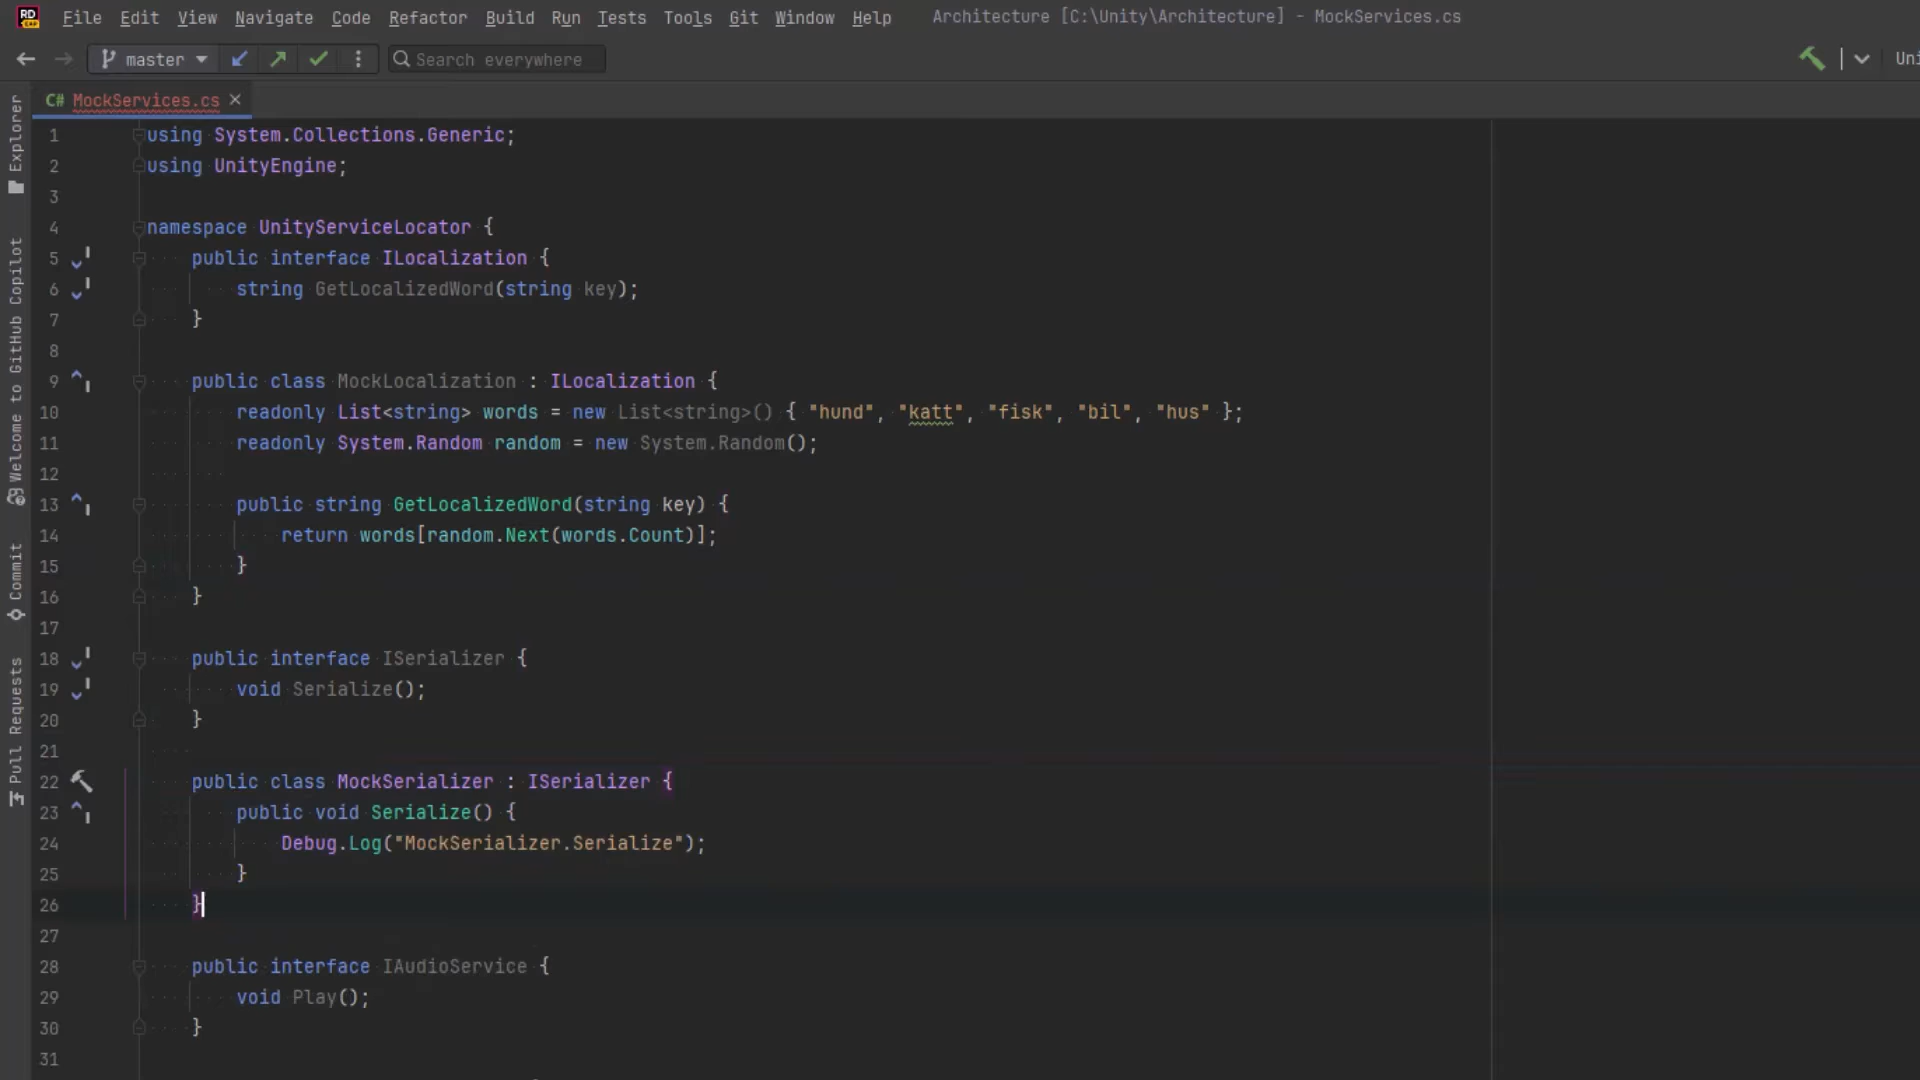 RD
EAP
File Edit View Navigate Code Refactor Build Run Tests Tools Git Window Help Architecture [C:\Unity\Architecture] - MockServices.cs
master Search everywhere Uni
C# MockServices.cs
Explorer
Welcome to GitHub Copilot
Commit
Pull Requests
1 using System.Collections.Generic;
2 using UnityEngine;
3
4 namespace UnityServiceLocator {
5 public interface ILocalization {
6 string GetLocalizedWord(string key);
7 }
8
9 public class MockLocalization : ILocalization {
10 readonly List<string> words = new List<string>() { "hund", "katt", "fisk", "bil", "hus" };
11 readonly System.Random random = new System.Random();
12
13 public string GetLocalizedWord(string key) {
14 return words[random.Next(words.Count)];
15 }
16 }
17
18 public interface ISerializer {
19 void Serialize();
20 }
21
22 public class MockSerializer : ISerializer {
23 public void Serialize() {
24 Debug.Log("MockSerializer.Serialize");
25 }
26 }
27
28 public interface IAudioService {
29 void Play();
30 }
31